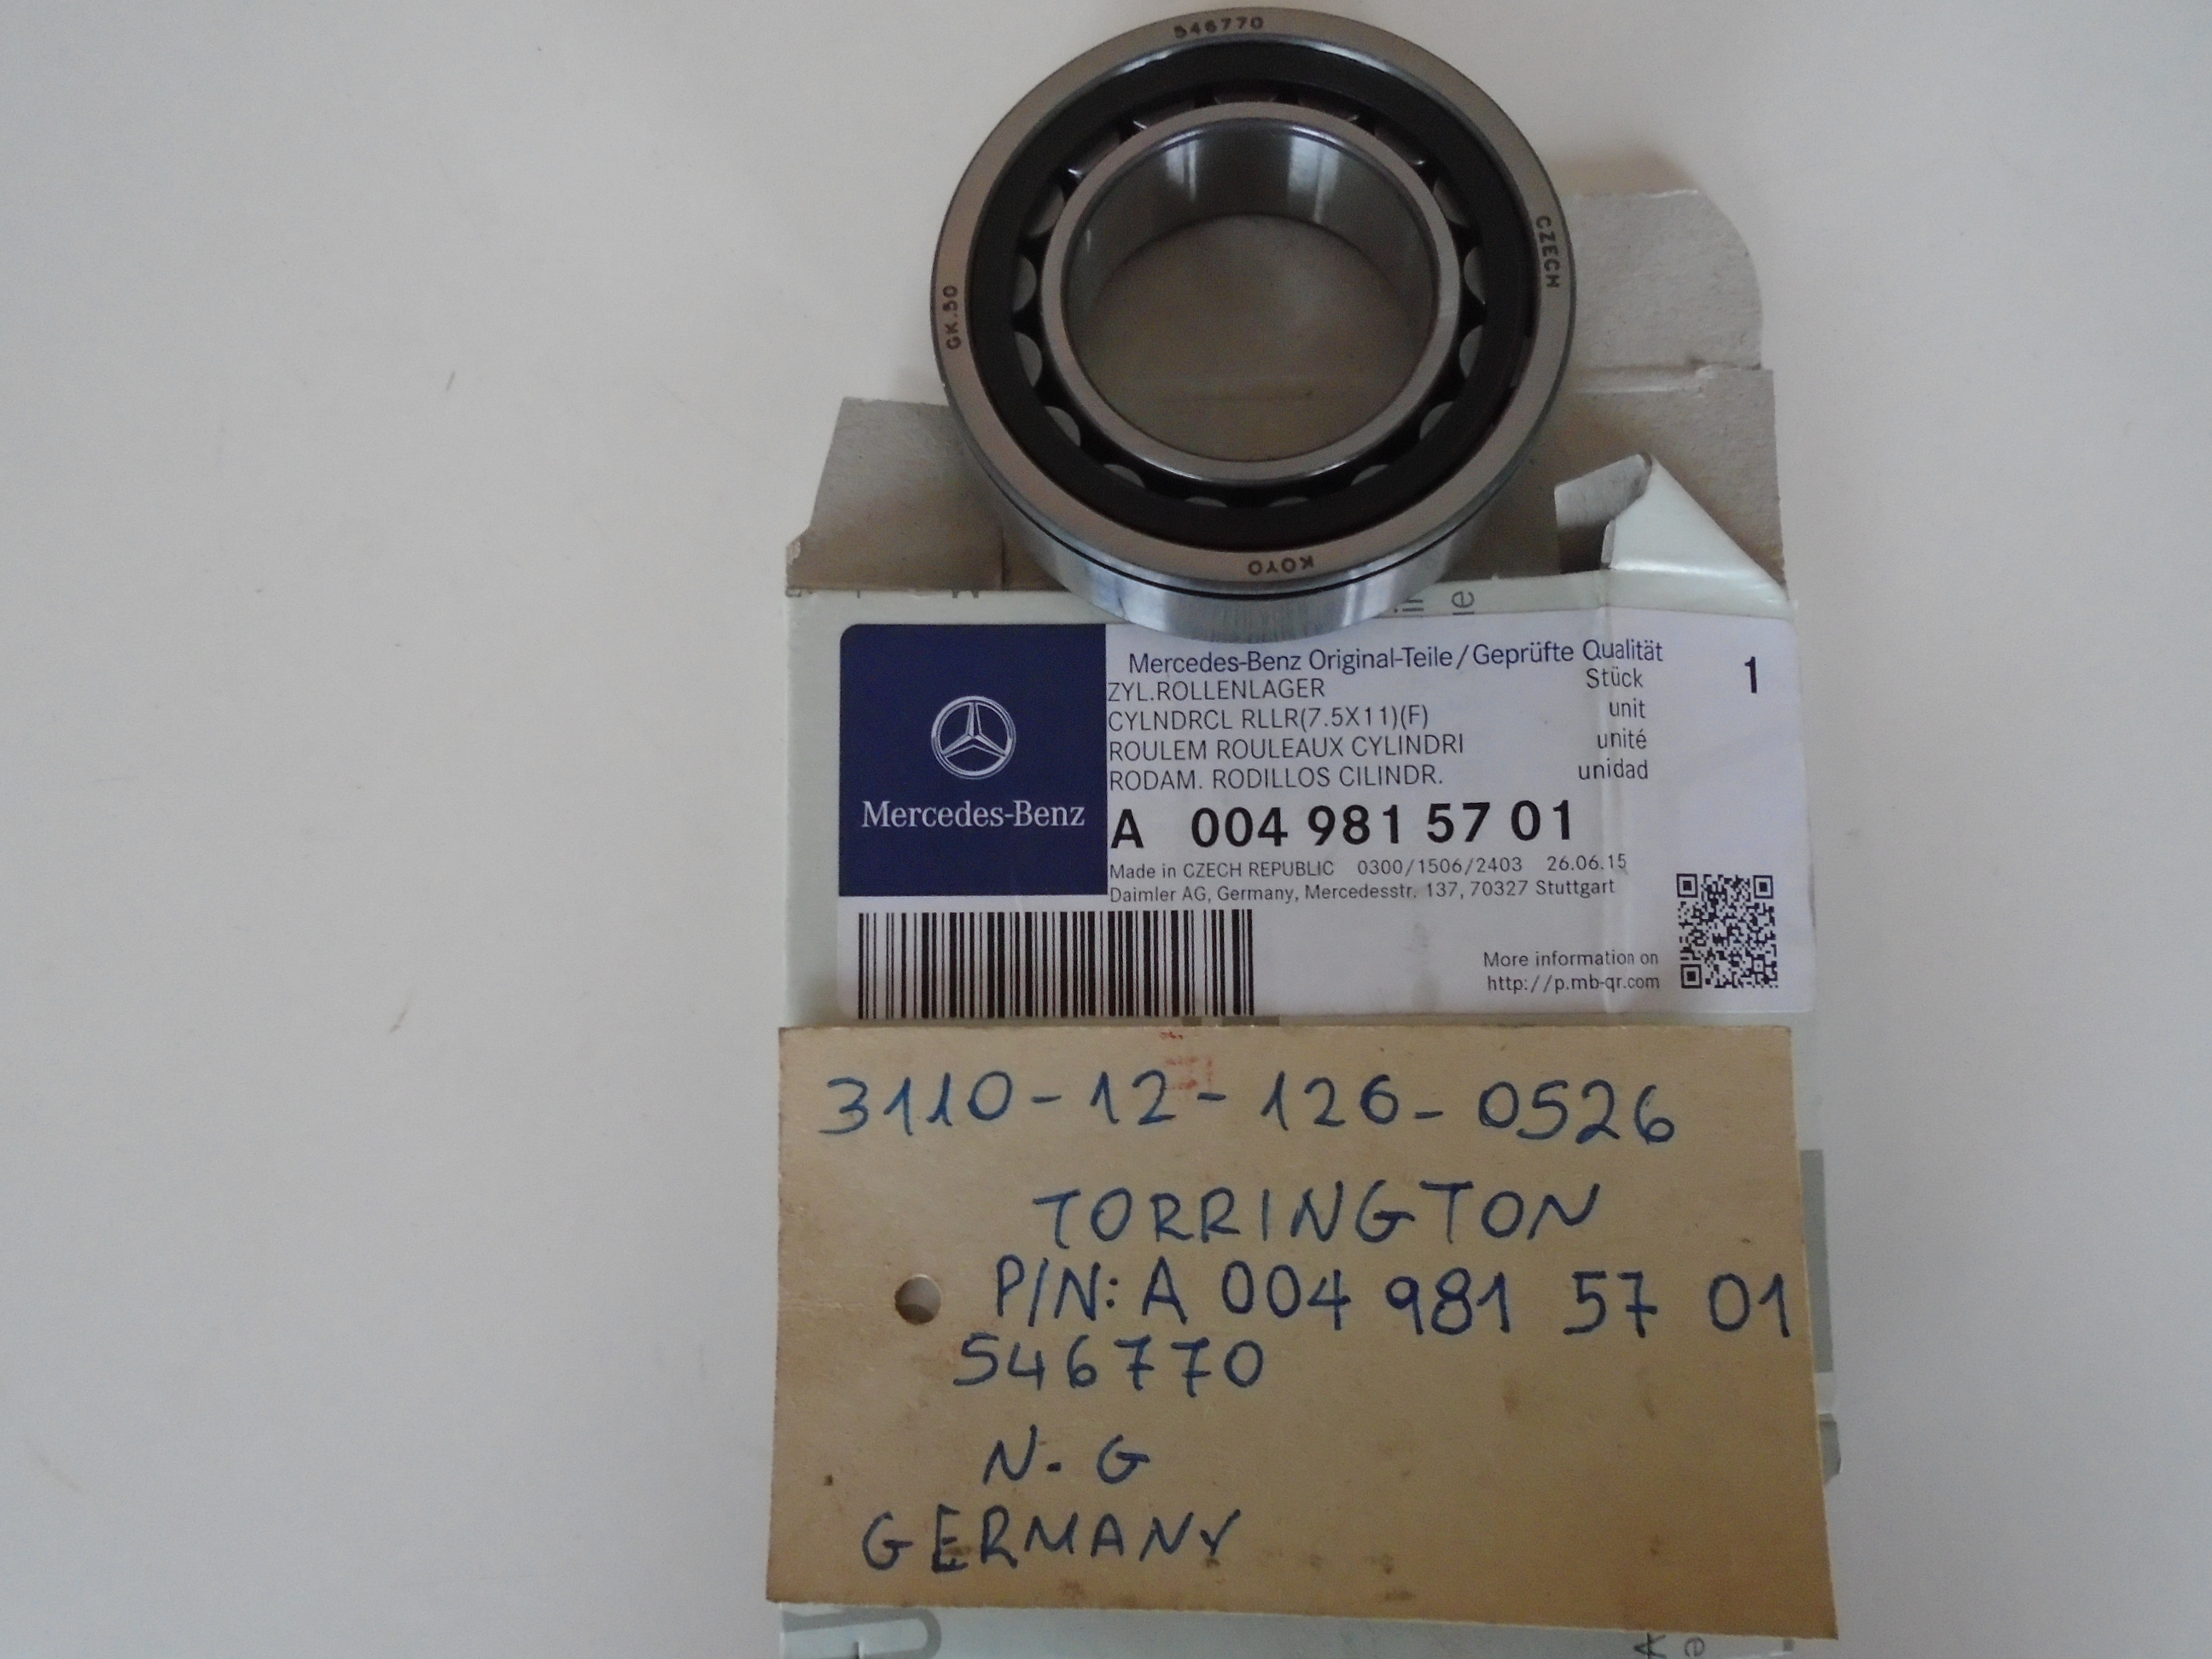 546770
CZECH
GK.50
KOYO
Mercedes-Benz Original-Teile/Geprüfte Qualität
ZYL.ROLLENLAGER Stück 1
CYLNDRCL RLLR(7.5X11)(F) unit
ROULEM ROULEAUX CYLINDRI unité
RODAM. RODILLOS CILINDR. unidad
Mercedes-Benz
A 004 981 57 01
Made in CZECH REPUBLIC 0300/1506/2403 26.06.15
Daimler AG, Germany, Mercedesstr. 137, 70327 Stuttgart
More information on
http://p.mb-qr.com
3110-12-126-0526
TORRINGTON
P/N: A 004 981 57 01
546770
N-G
GERMANY